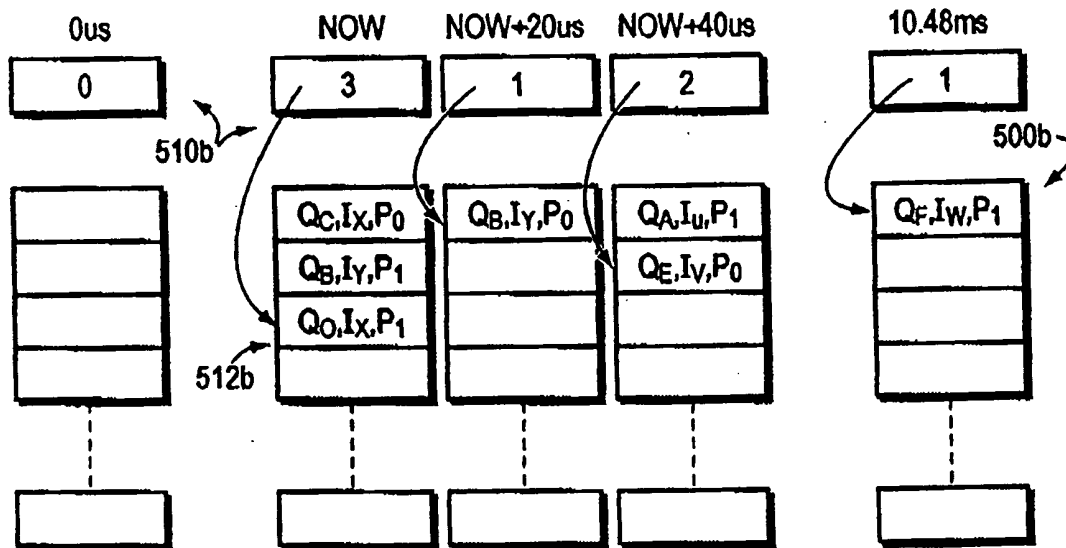 0us NOW NOW+20us NOW+40us 10.48ms
0 3 1 2 1
510b 500b
QC,IX,P0 QB,IY,P0 QA,Iu,P1 QF,IW,P1
QB,IY,P1 QE,IV,P0
QO,IX,P1
512b